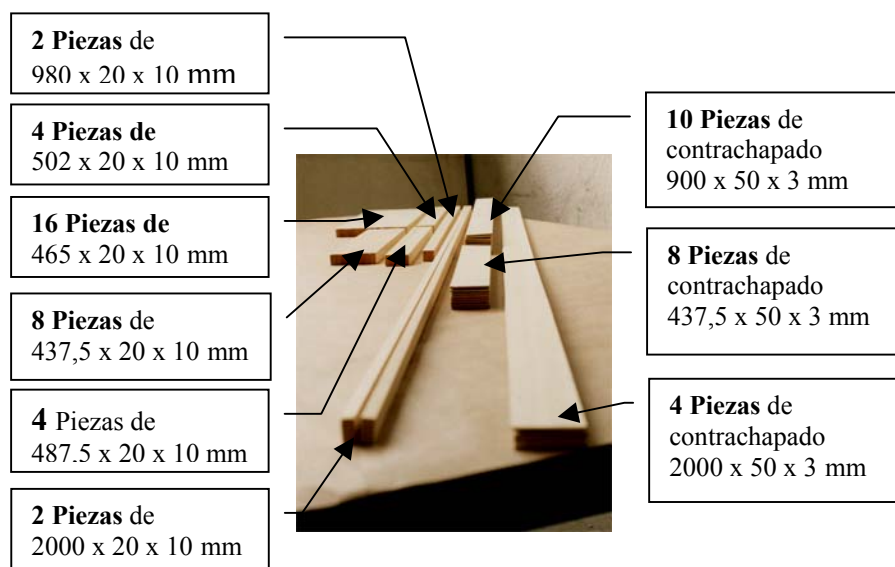 2 Piezas de
980 x 20 x 10 mm
4 Piezas de
502 x 20 x 10 mm
16 Piezas de
465 x 20 x 10 mm
8 Piezas de
437,5 x 20 x 10 mm
4 Piezas de
487.5 x 20 x 10 mm
2 Piezas de
2000 x 20 x 10 mm
10 Piezas de
contrachapado
900 x 50 x 3 mm
8 Piezas de
contrachapado
437,5 x 50 x 3 mm
4 Piezas de
contrachapado
2000 x 50 x 3 mm